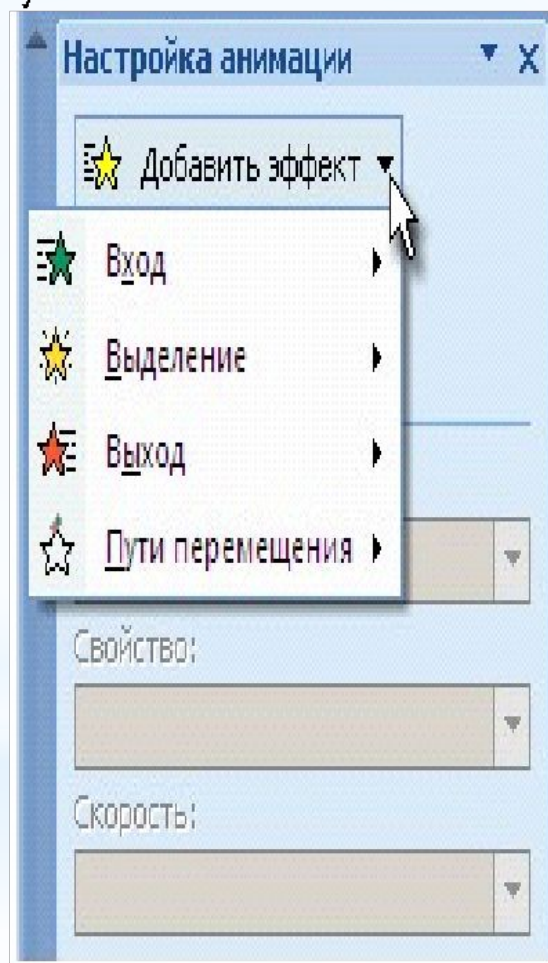 Настройка анимации
Добавить эффект
Вход
Выделение
Выход
Пути перемещения
Свойство:
Скорость: